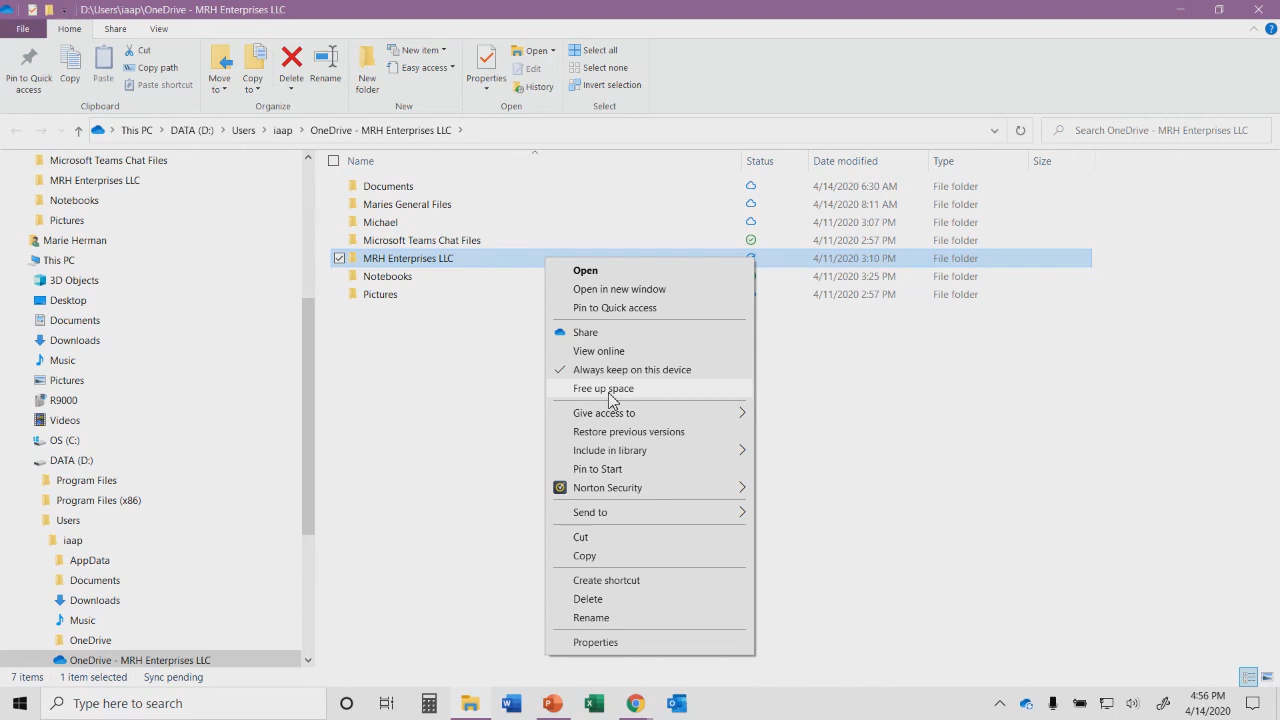 D:\Users\iaap\OneDrive - MRH Enterprises LLC
File Home Share View
Pin to Quick access
Copy
Paste
Cut
Copy path
Paste shortcut
Clipboard
Move to
Copy to
Delete
Rename
Organize
New folder
New item
Easy access
New
Properties
Open
Edit
History
Open
Select all
Select none
Invert selection
Select
This PC > DATA (D:) > Users > iaap > OneDrive - MRH Enterprises LLC >
Search OneDrive - MRH Enterprises LLC
Microsoft Teams Chat Files
MRH Enterprises LLC
Notebooks
Pictures
Marie Herman
This PC
3D Objects
Desktop
Documents
Downloads
Music
Pictures
R9000
Videos
OS (C:)
DATA (D:)
Program Files
Program Files (x86)
Users
iaap
AppData
Documents
Downloads
Music
OneDrive
OneDrive - MRH Enterprises LLC
Name Status Date modified Type Size
Documents 4/14/2020 6:30 AM File folder
Maries General Files 4/14/2020 8:11 AM File folder
Michael 4/11/2020 3:07 PM File folder
Microsoft Teams Chat Files 4/11/2020 2:57 PM File folder
MRH Enterprises LLC 4/11/2020 3:10 PM File folder
Notebooks 4/11/2020 3:25 PM File folder
Pictures 4/11/2020 2:57 PM File folder
Open
Open in new window
Pin to Quick access
Share
View online
Always keep on this device
Free up space
Give access to
Restore previous versions
Include in library
Pin to Start
Norton Security
Send to
Cut
Copy
Create shortcut
Delete
Rename
Properties
7 items 1 item selected Sync pending
Type here to search
4:56 PM
4/14/2020